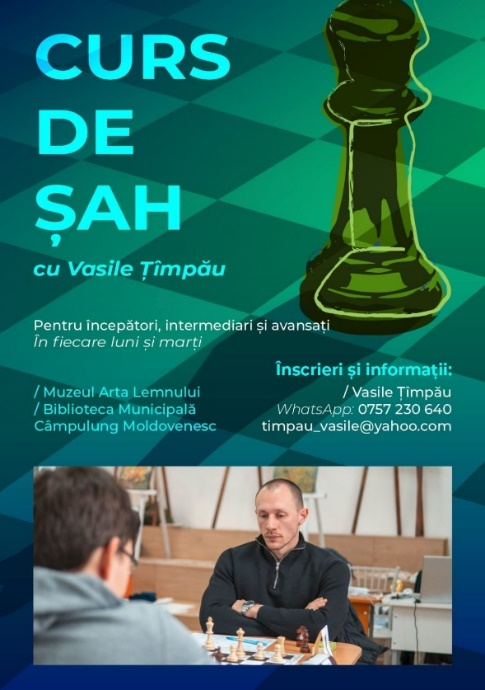 CURS
DE
ȘAH
cu Vasile Țîmpău
Pentru începători, intermediari și avansați
În fiecare luni și marți
Înscrieri și informații:
/ Vasile Țîmpău
WhatsApp: 0757 230 640
timpau_vasile@yahoo.com
/ Muzeul Arta Lemnului
/ Biblioteca Municipală
Câmpulung Moldovenesc